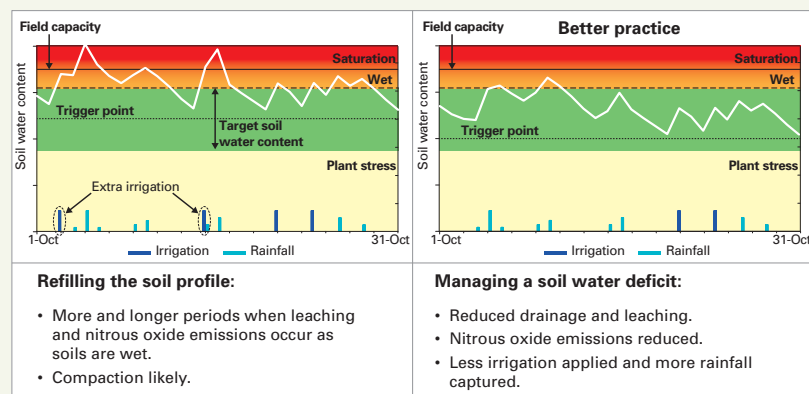 Field capacity
Saturation
Wet
Trigger point
Target soil
water content
Plant stress
Extra irrigation
Soil water content
1-Oct
31-Oct
Irrigation
Rainfall
Refilling the soil profile:
• More and longer periods when leaching
and nitrous oxide emissions occur as
soils are wet.
• Compaction likely.
Better practice
Field capacity
Saturation
Wet
Trigger point
Plant stress
Soil water content
1-Oct
31-Oct
Irrigation
Rainfall
Managing a soil water deficit:
• Reduced drainage and leaching.
• Nitrous oxide emissions reduced.
• Less irrigation applied and more rainfall
captured.